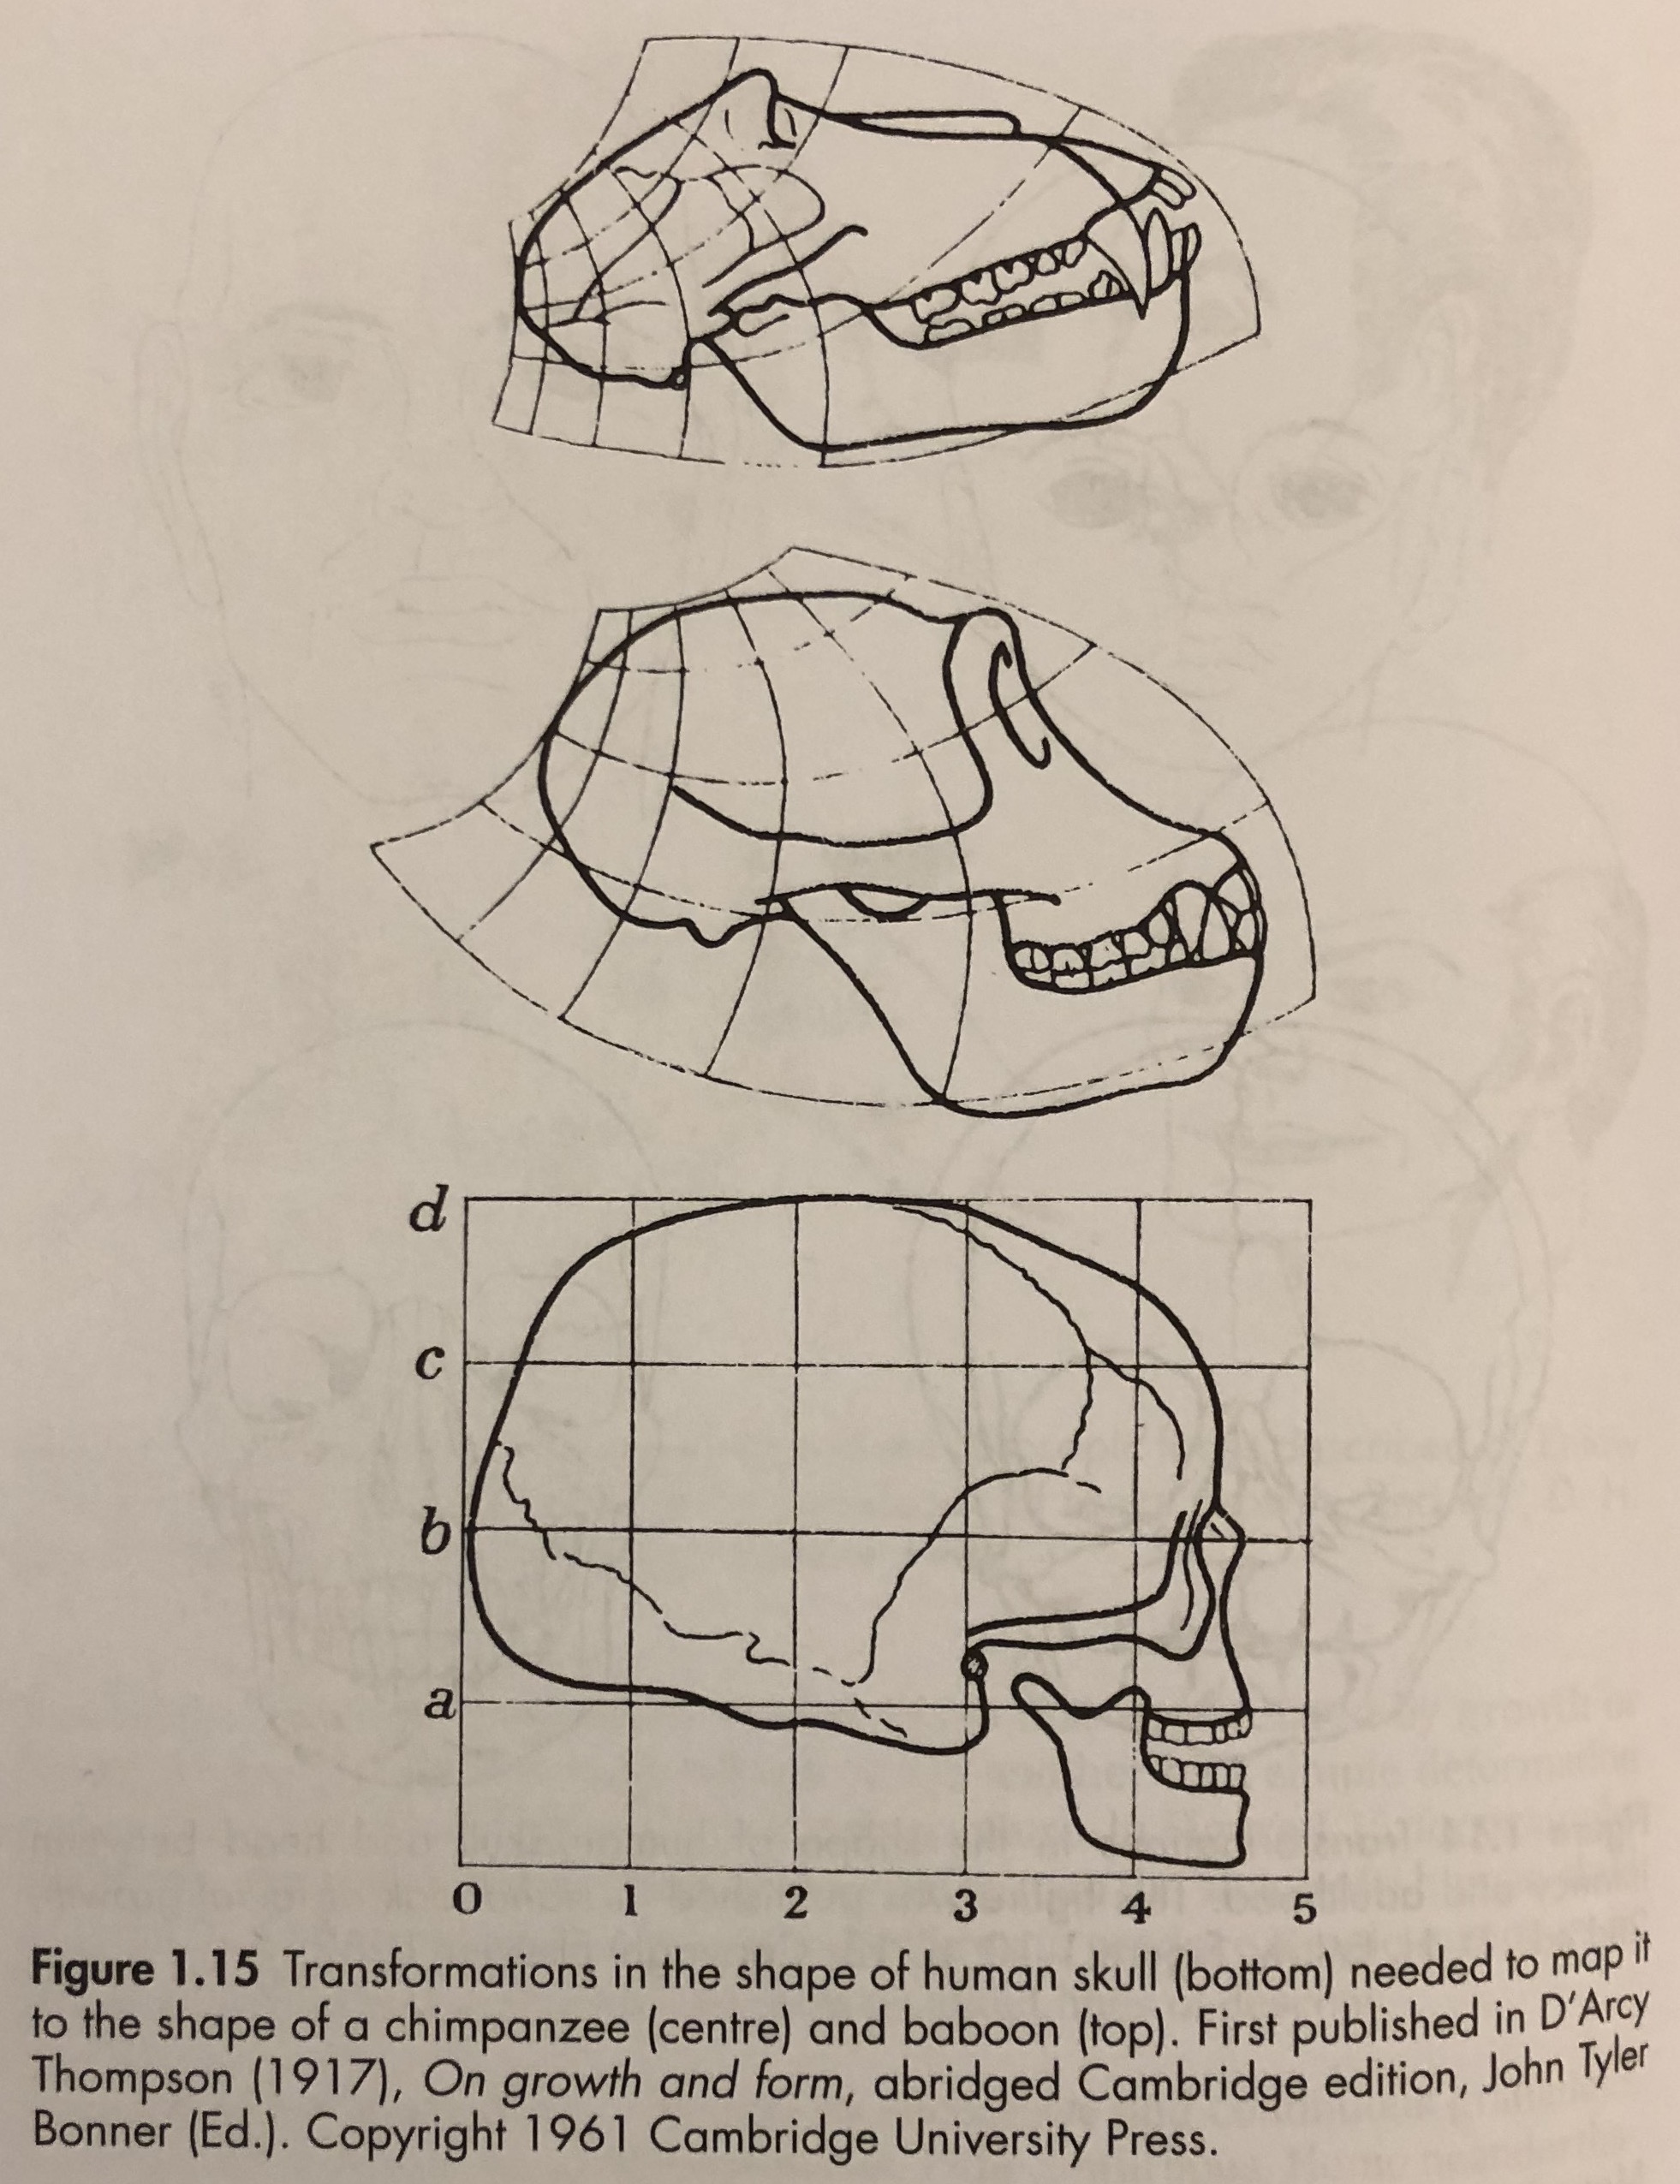 d
c
b
a
0 1 2 3 4 5
Figure 1.15 Transformations in the shape of human skull (bottom) needed to map it
to the shape of a chimpanzee (centre) and baboon (top). First published in D'Arcy
Thompson (1917), On growth and form, abridged Cambridge edition, John Tyler
Bonner (Ed.). Copyright 1961 Cambridge University Press.